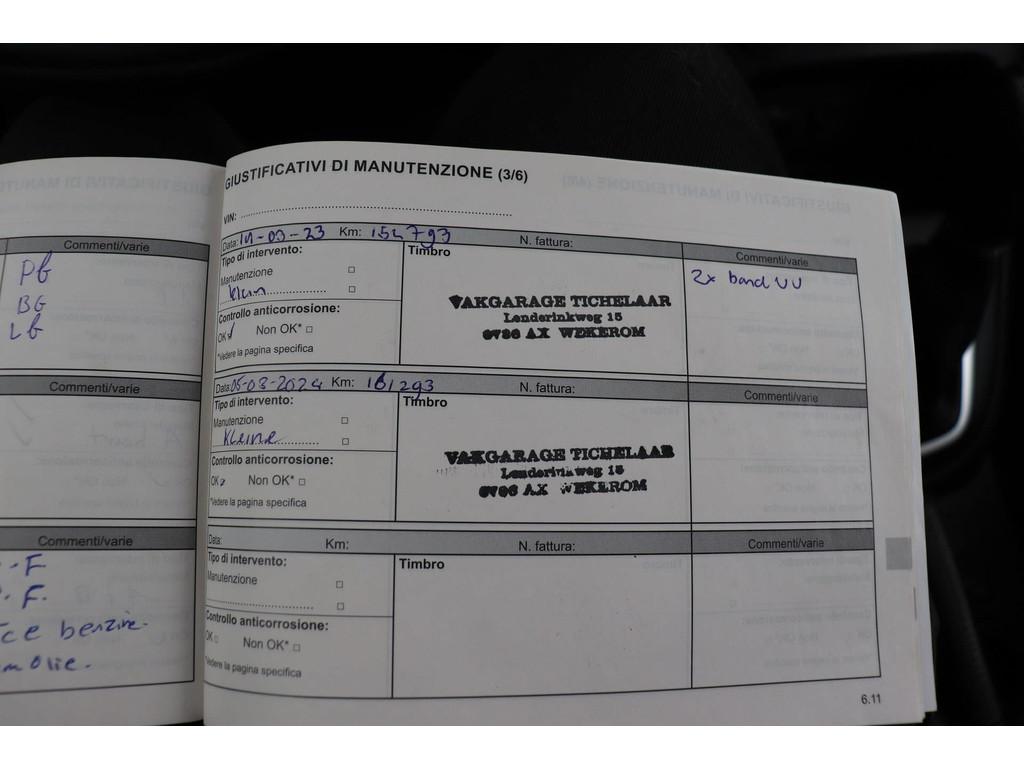 Commenti/varie
Pb
BG
Lb
Commenti/varie
Commenti/varie
F
F.
benzine.
olie.
GIUSTIFICATIVI DI MANUTENZIONE (3/6)
VIN:
Data: -03-23 Km: 152793 N. fattura:
Tipo di intervento:
Timbro
Commenti/varie
Manutenzione
klein
2x band VV
VAKGARAGE TICHELAAR
Lenderinkweg 15
6733 AX WEKEROM
Controllo anticorrosione:
OK Non OK*
*Vedere la pagina specifica
Data: 05-03-2024 Km: 161293 N. fattura:
Tipo di intervento:
Timbro
Commenti/varie
Manutenzione
Kleine
VAKGARAGE TICHELAAR
Lenderinkweg 15
AX WEKEROM
Controllo anticorrosione:
OK Non OK*
*Vedere la pagina specifica
Data: Km: N. fattura:
Tipo di intervento:
Timbro
Commenti/varie
Manutenzione
Controllo anticorrosione:
OK Non OK*
*Vedere la pagina specifica
6.11